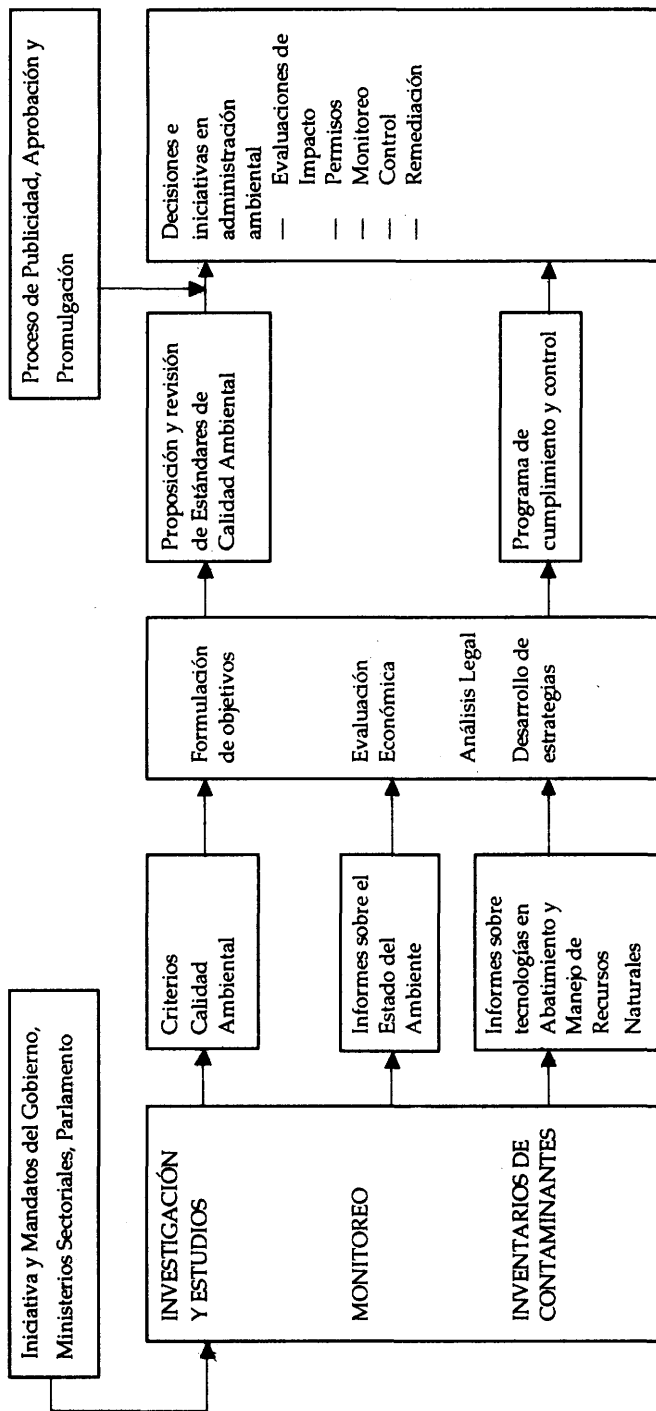 Iniciativa y Mandatos del Gobierno,
Ministerios Sectoriales, Parlamento
Proceso de Publicidad, Aprobación y
Promulgación
INVESTIGACIÓN
Y ESTUDIOS
MONITOREO
INVENTARIOS DE
CONTAMINANTES
Criterios
Calidad
Ambiental
Informes sobre el
Estado del
Ambiente
Informes sobre
tecnologías en
Abatimiento y
Manejo de
Recursos
Naturales
Formulación
de objetivos
Evaluación
Económica
Análisis Legal
Desarrollo de
estrategias
Proposición y revisión
de Estándares de
Calidad Ambiental
Programa de
cumplimiento y control
Decisiones e
iniciativas en
administración
ambiental
— Evaluaciones de
Impacto
— Permisos
— Monitoreo
— Control
— Remediación